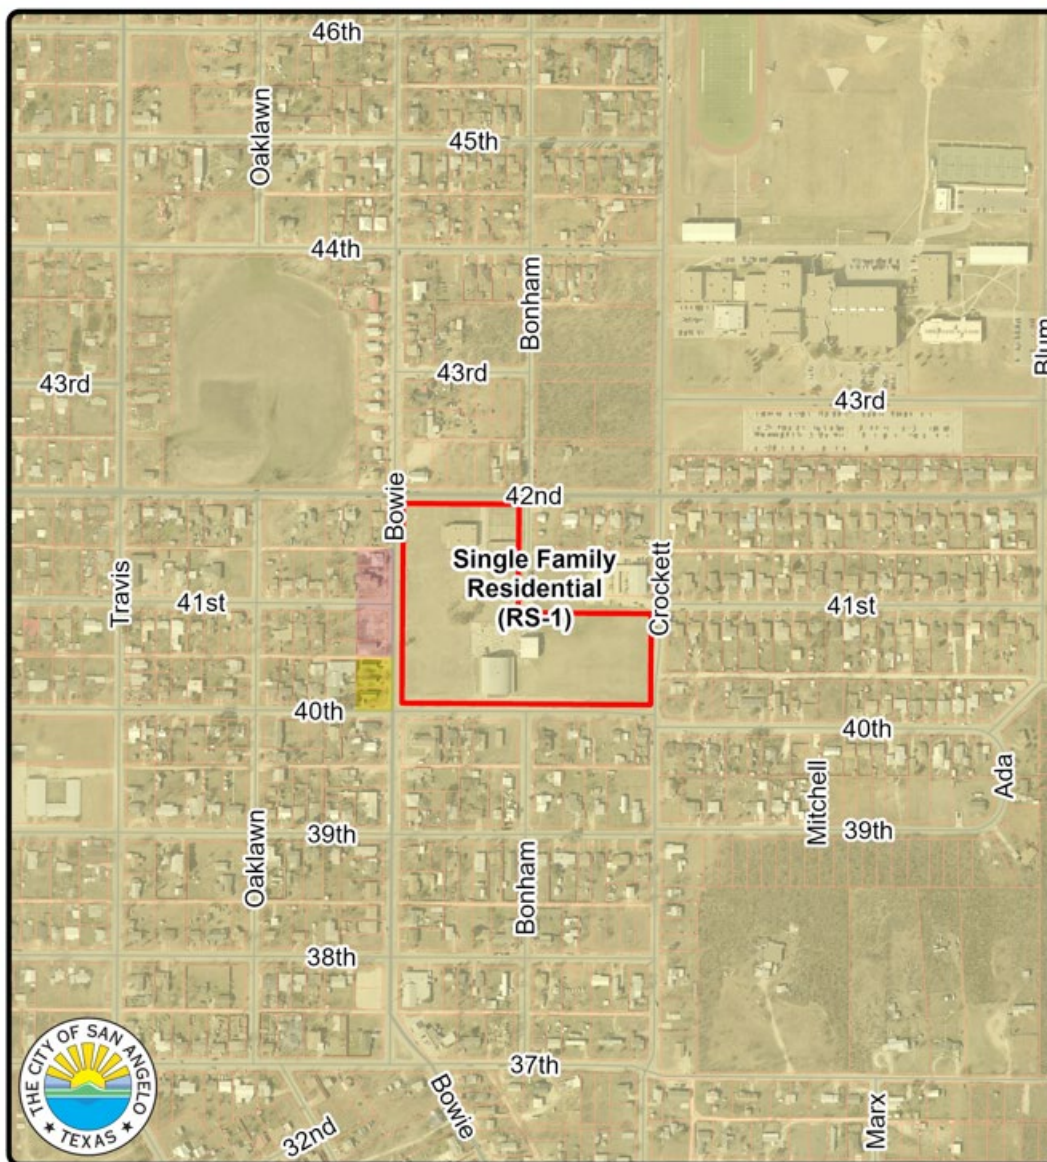 46th
Oaklawn
45th
44th
Bonham
43rd
43rd
43rd
Blum
Bowie
42nd
Single Family
Residential
(RS-1)
Crockett
Travis
41st
41st
40th
40th
Mitchell
Ada
39th
39th
Oaklawn
Bonham
38th
37th
Bowie
32nd
Marx
THE CITY OF SAN ANGELO
★ TEXAS ★